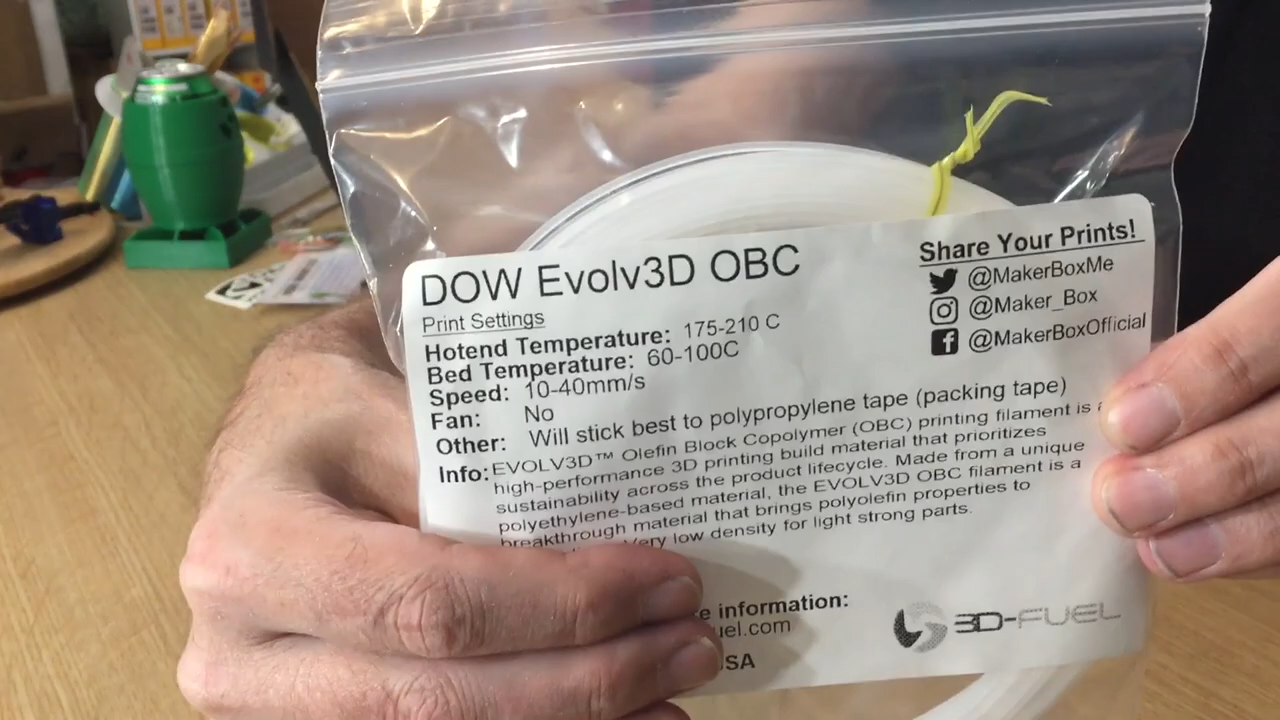 DOW Evolv3D OBC
Print Settings
Hotend Temperature: 175-210 C
Bed Temperature: 60-100C
Speed: 10-40mm/s
Fan: No
Other: Will stick best to polypropylene tape (packing tape)
Info: EVOLV3D™ Olefin Block Copolymer (OBC) printing filament is a
high-performance 3D printing build material that prioritizes
sustainability across the product lifecycle. Made from a unique
polyethylene-based material, the EVOLV3D OBC filament is a
breakthrough material that brings polyolefin properties to
Very low density for light strong parts.
Share Your Prints!
@MakerBoxMe
@Maker_Box
@MakerBoxOfficial
information:
uel.com
SA
3D-FUEL